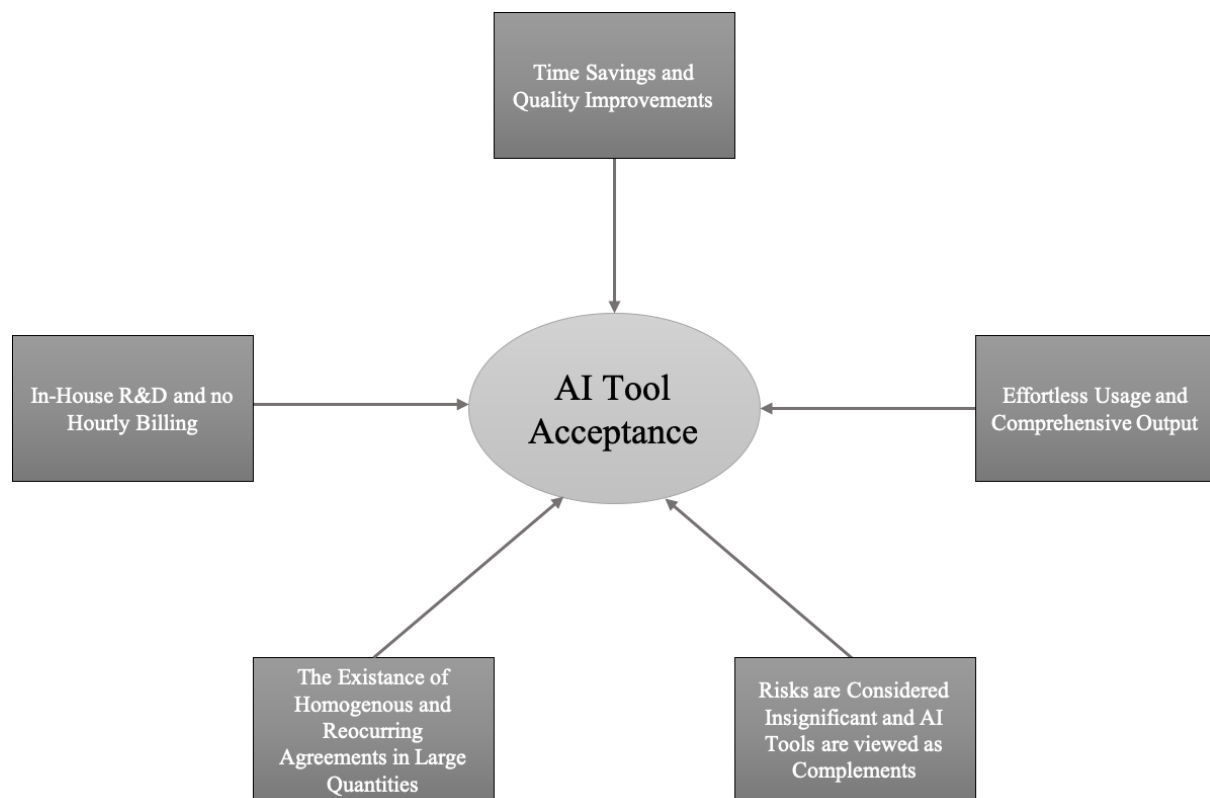 Time Savings and
Quality Improvements
In-House R&D and no
Hourly Billing
AI Tool
Acceptance
Effortless Usage and
Comprehensive Output
The Existance of
Homogenous and
Reocurring
Agreements in Large
Quantities
Risks are Considered
Insignificant and AI
Tools are viewed as
Complements